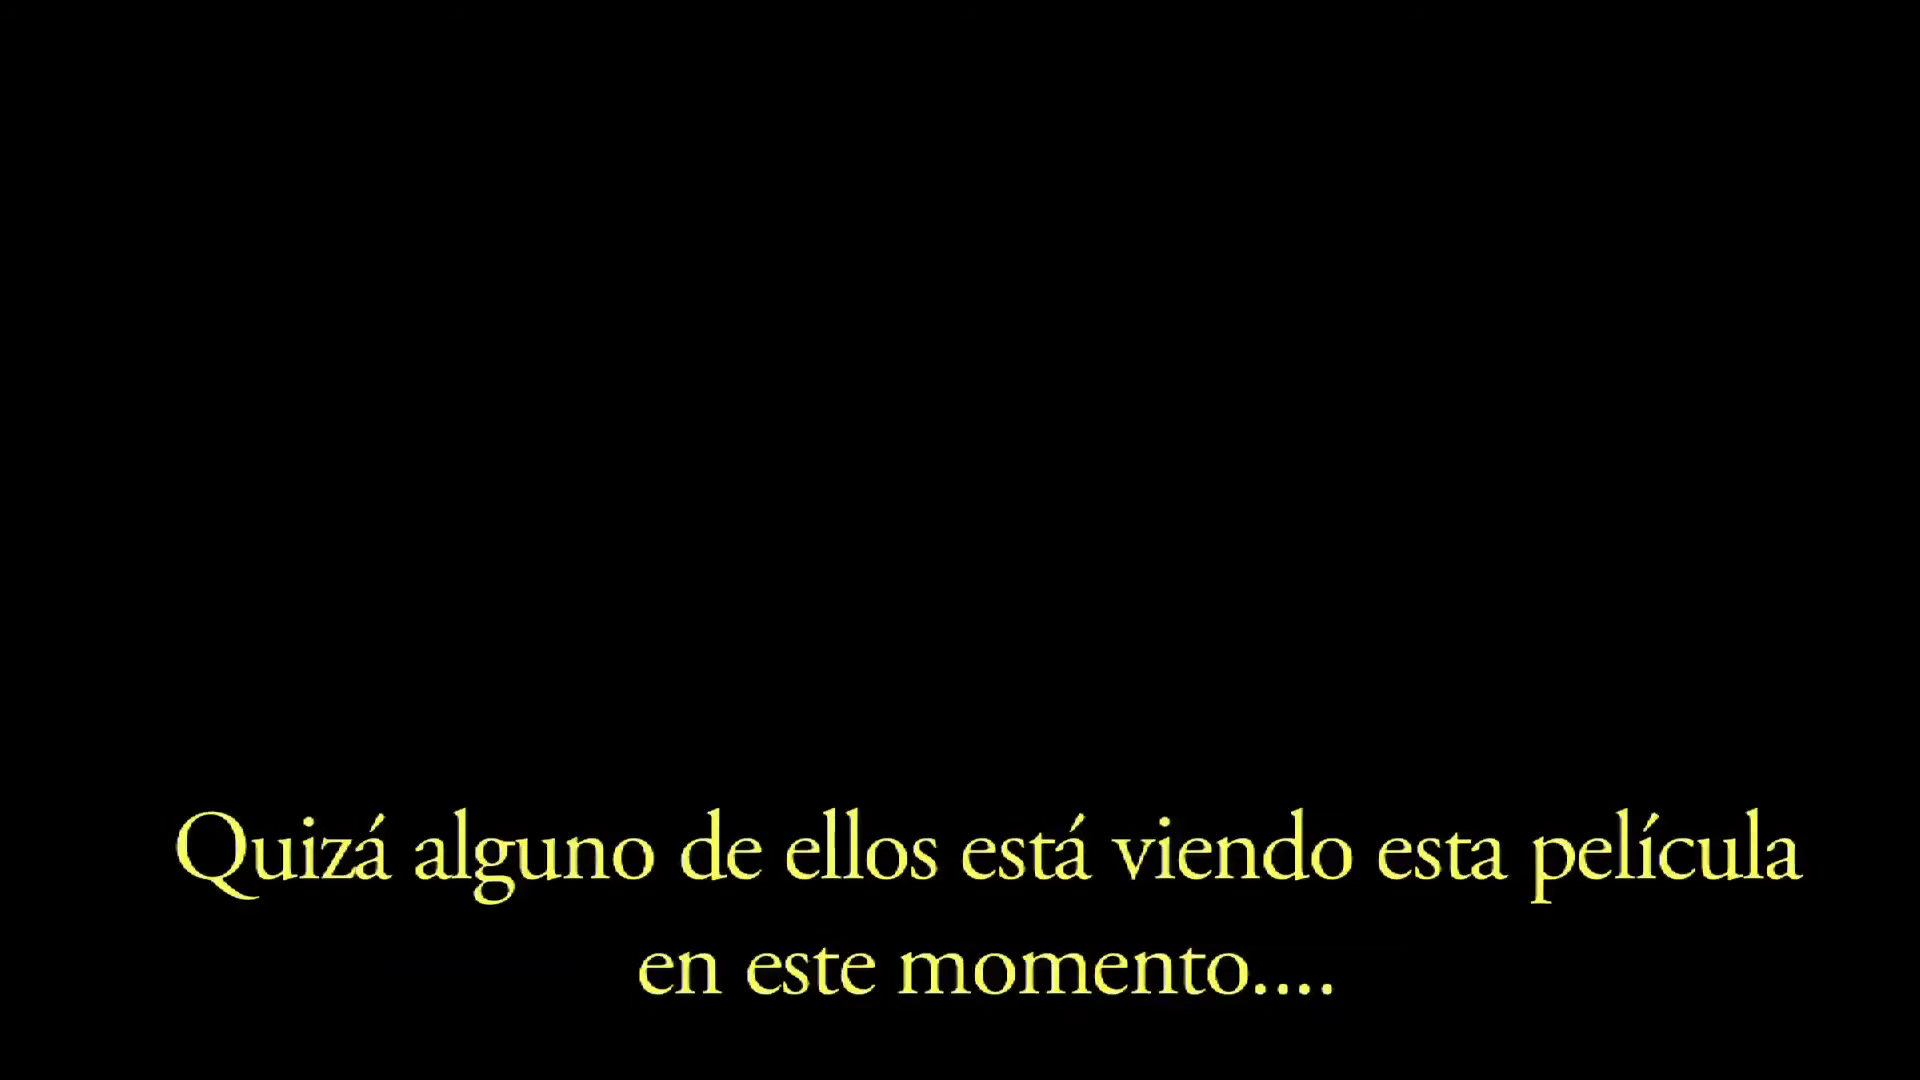 Quizá alguno de ellos está viendo esta película
en este momento....